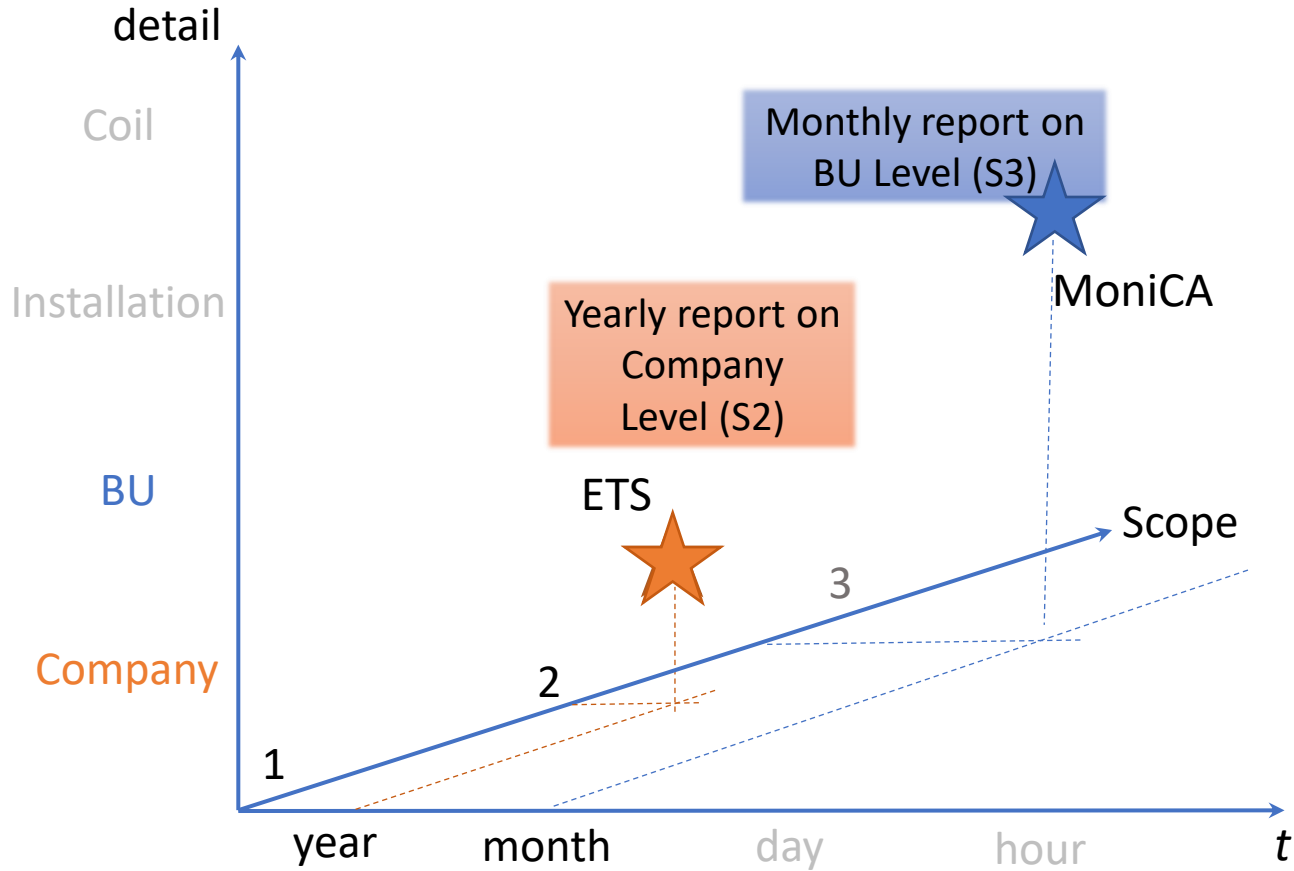 detail
Coil
Monthly report on
BU Level (S3)
Installation
MoniCA
Yearly report on
Company
Level (S2)
BU
ETS
Scope
3
Company
2
1
year
month
day
hour
t